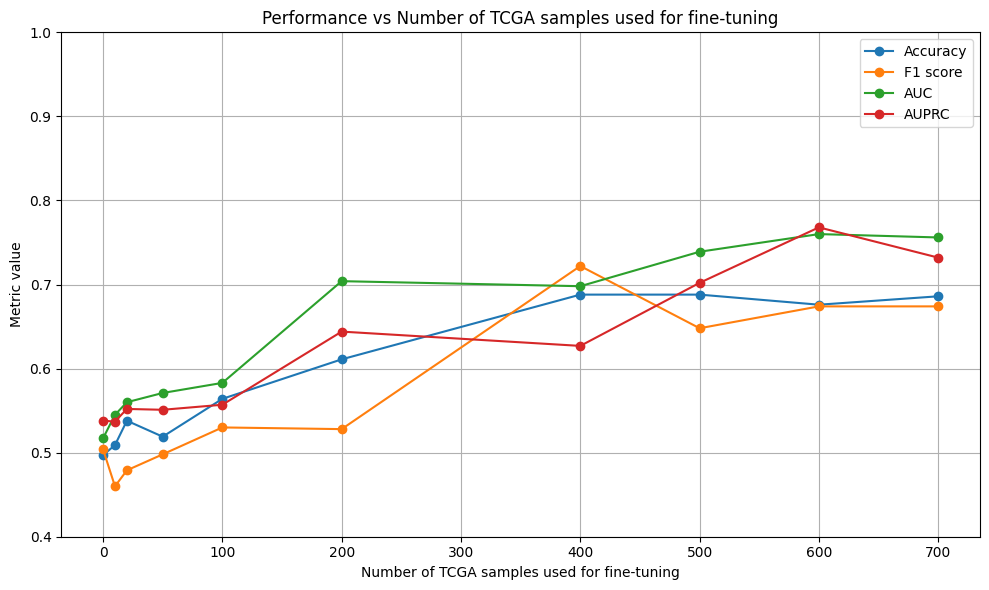 Performance vs Number of TCGA samples used for fine-tuning
Accuracy
F1 score
AUC
AUPRC
Metric value
1.0
0.9
0.8
0.7
0.6
0.5
0.4
0 100 200 300 400 500 600 700
Number of TCGA samples used for fine-tuning